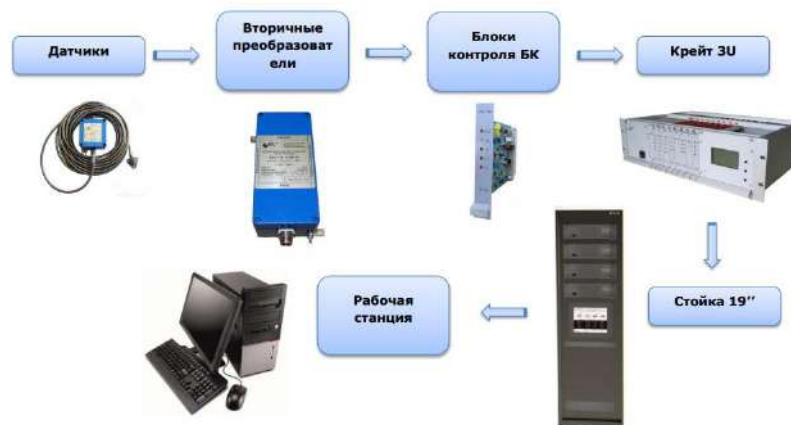 Датчики
Вторичные
преобразоват
ели
Блоки
контроля БК
Крейт 3U
Стойка 19’’
Рабочая
станция